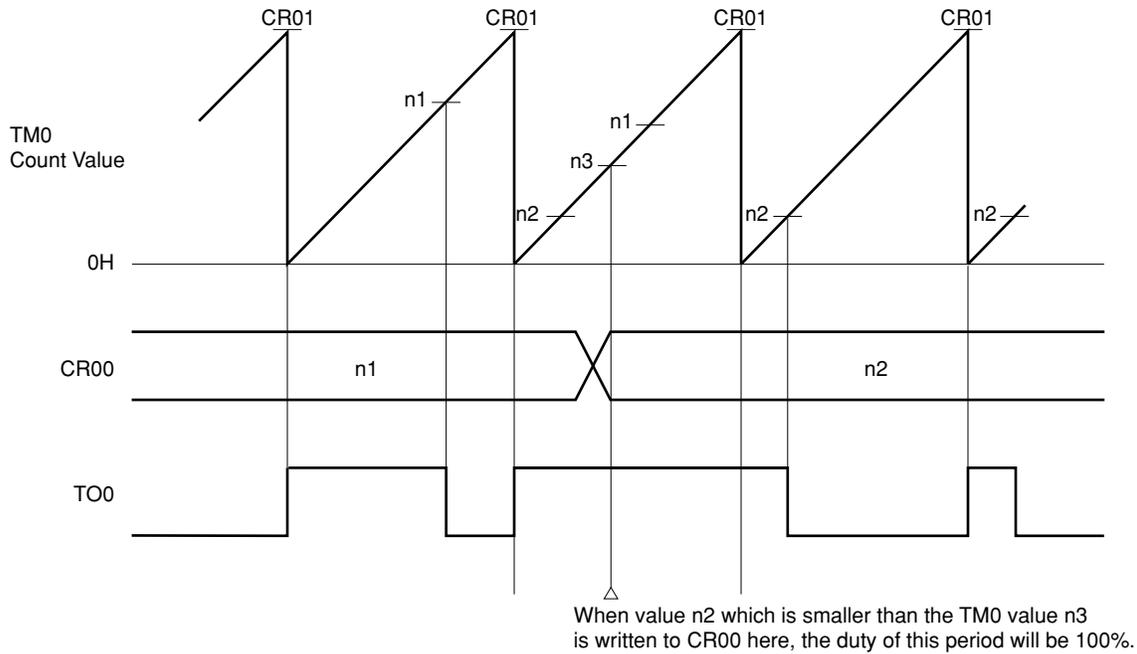 CR01 CR01 CR01 CR01
n1
n1
TM0
Count Value
n3
n2 n2 n2
0H
CR00 n1 n2
TO0
When value n2 which is smaller than the TM0 value n3
is written to CR00 here, the duty of this period will be 100%.